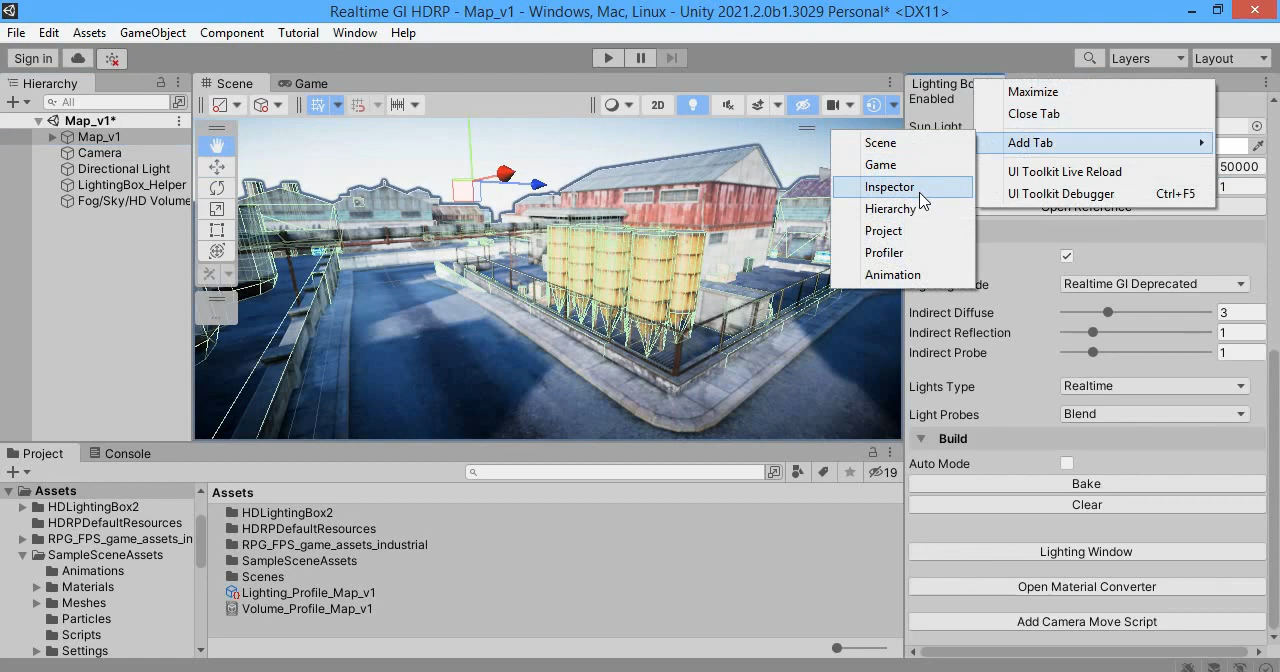 Realtime GI HDRP - Map_v1 - Windows, Mac, Linux - Unity 2021.2.0b1.3029 Personal* <DX11>
File Edit Assets GameObject Component Tutorial Window Help
Sign in Layers Layout
Hierarchy
All
Map_v1*
Map_v1
Camera
Directional Light
LightingBox_Helper
Fog/Sky/HD Volume
Scene Game
2D
Scene
Game
Inspector
Hierarchy
Project
Profiler
Animation
Maximize
Close Tab
Add Tab
UI Toolkit Live Reload
UI Toolkit Debugger Ctrl+F5
Enabled
Sun Light
50000
1
Realtime GI Deprecated
Indirect Diffuse 3
Indirect Reflection 1
Indirect Probe 1
Lights Type Realtime
Light Probes Blend
Build
Auto Mode
Bake
Clear
Lighting Window
Open Material Converter
Add Camera Move Script
Project Console
19
Assets
HDLightingBox2
HDRPDefaultResources
RPG_FPS_game_assets_in
SampleSceneAssets
Animations
Materials
Meshes
Particles
Scripts
Settings
Assets
HDLightingBox2
HDRPDefaultResources
RPG_FPS_game_assets_industrial
SampleSceneAssets
Scenes
Lighting_Profile_Map_v1
Volume_Profile_Map_v1